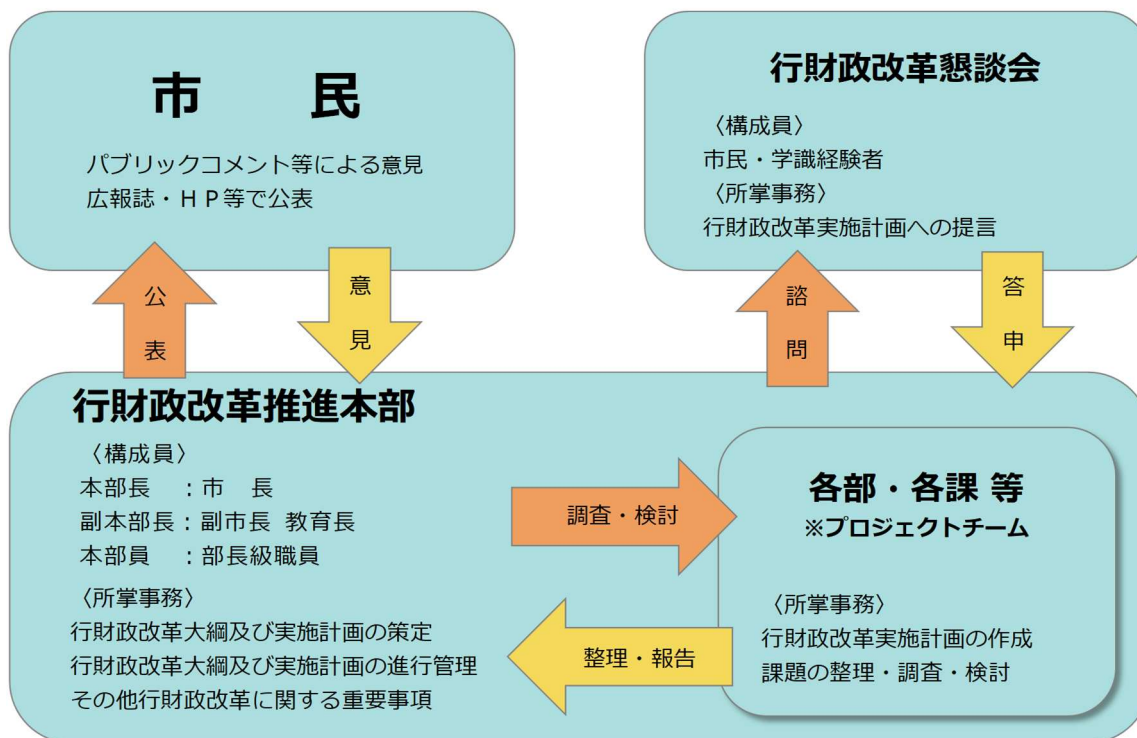 市　民
パブリックコメント等による意見
広報誌・ＨＰ等で公表
行財政改革懇談会
〈構成員〉
市民・学識経験者
〈所掌事務〉
行財政改革実施計画への提言
公表
意見
諮問
答申
行財政改革推進本部
〈構成員〉
本部長　：市　長
副本部長：副市長 教育長
本部員　：部長級職員
〈所掌事務〉
行財政改革大綱及び実施計画の策定
行財政改革大綱及び実施計画の進行管理
その他行財政改革に関する重要事項
調査・検討
整理・報告
各部・各課 等
※プロジェクトチーム
〈所掌事務〉
行財政改革実施計画の作成
課題の整理・調査・検討